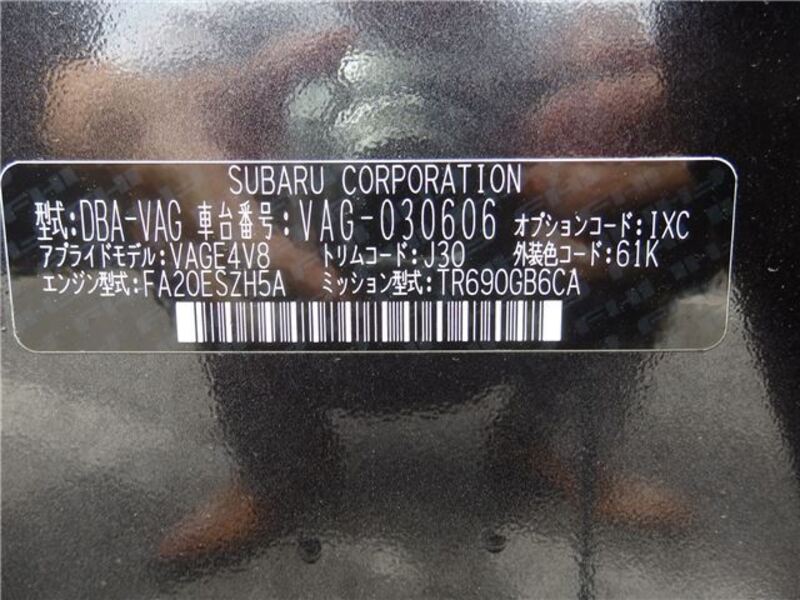 SUBARU CORPORATION
型式:DBA-VAG 車台番号:VAG-030606 オプションコード:IXC
アプライドモデル:VAGE4V8 トリムコード:J30 外装色コード:61K
エンジン型式:FA20ESZH5A ミッション型式:TR690GB6CA